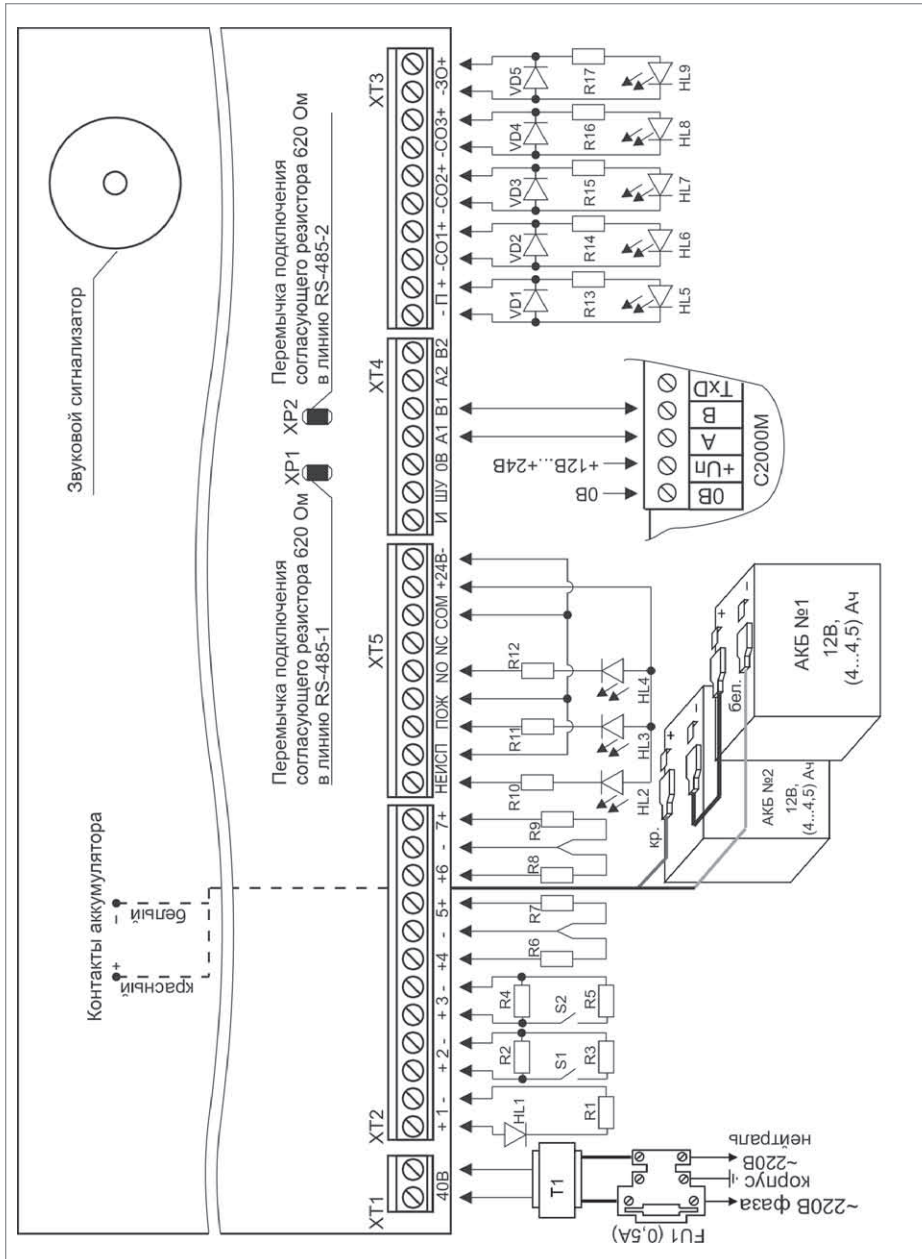 Звуковой сигнализатор
Контакты аккумулятора
+
-
красный
белый
Перемычка подключения
согласующего резистора 620 Ом
в линию RS-485-1
XP1
XP2
Перемычка подключения
согласующего резистора 620 Ом
в линию RS-485-2
XT1
XT2
XT5
XT4
XT3
40В
+ 1 -
+ 2 -
+ 3 -
+4 - 5+
+6 - 7+
НЕИСП ПОЖ NO NC COM +24В-
И ШУ 0В A1 B1 A2 B2
- П + -СО1+ -СО2+ -СО3+ -ЗО+
T1
FU1 (0,5А)
~220В фаза
корпус
~220В
нейтраль
HL1
R1
R2
S1
R3
R4
S2
R5
R6
R7
R8
R9
R10
R11
R12
HL2
HL3
HL4
кр.
бел.
+
-
+
-
АКБ №2
12В,
(4...4,5) Ач
АКБ №1
12В,
(4...4,5) Ач
0В
+12В...+24В
0В
+Uп
A
B
TxD
С2000М
VD1
VD2
VD3
VD4
VD5
R13
R14
R15
R16
R17
HL5
HL6
HL7
HL8
HL9